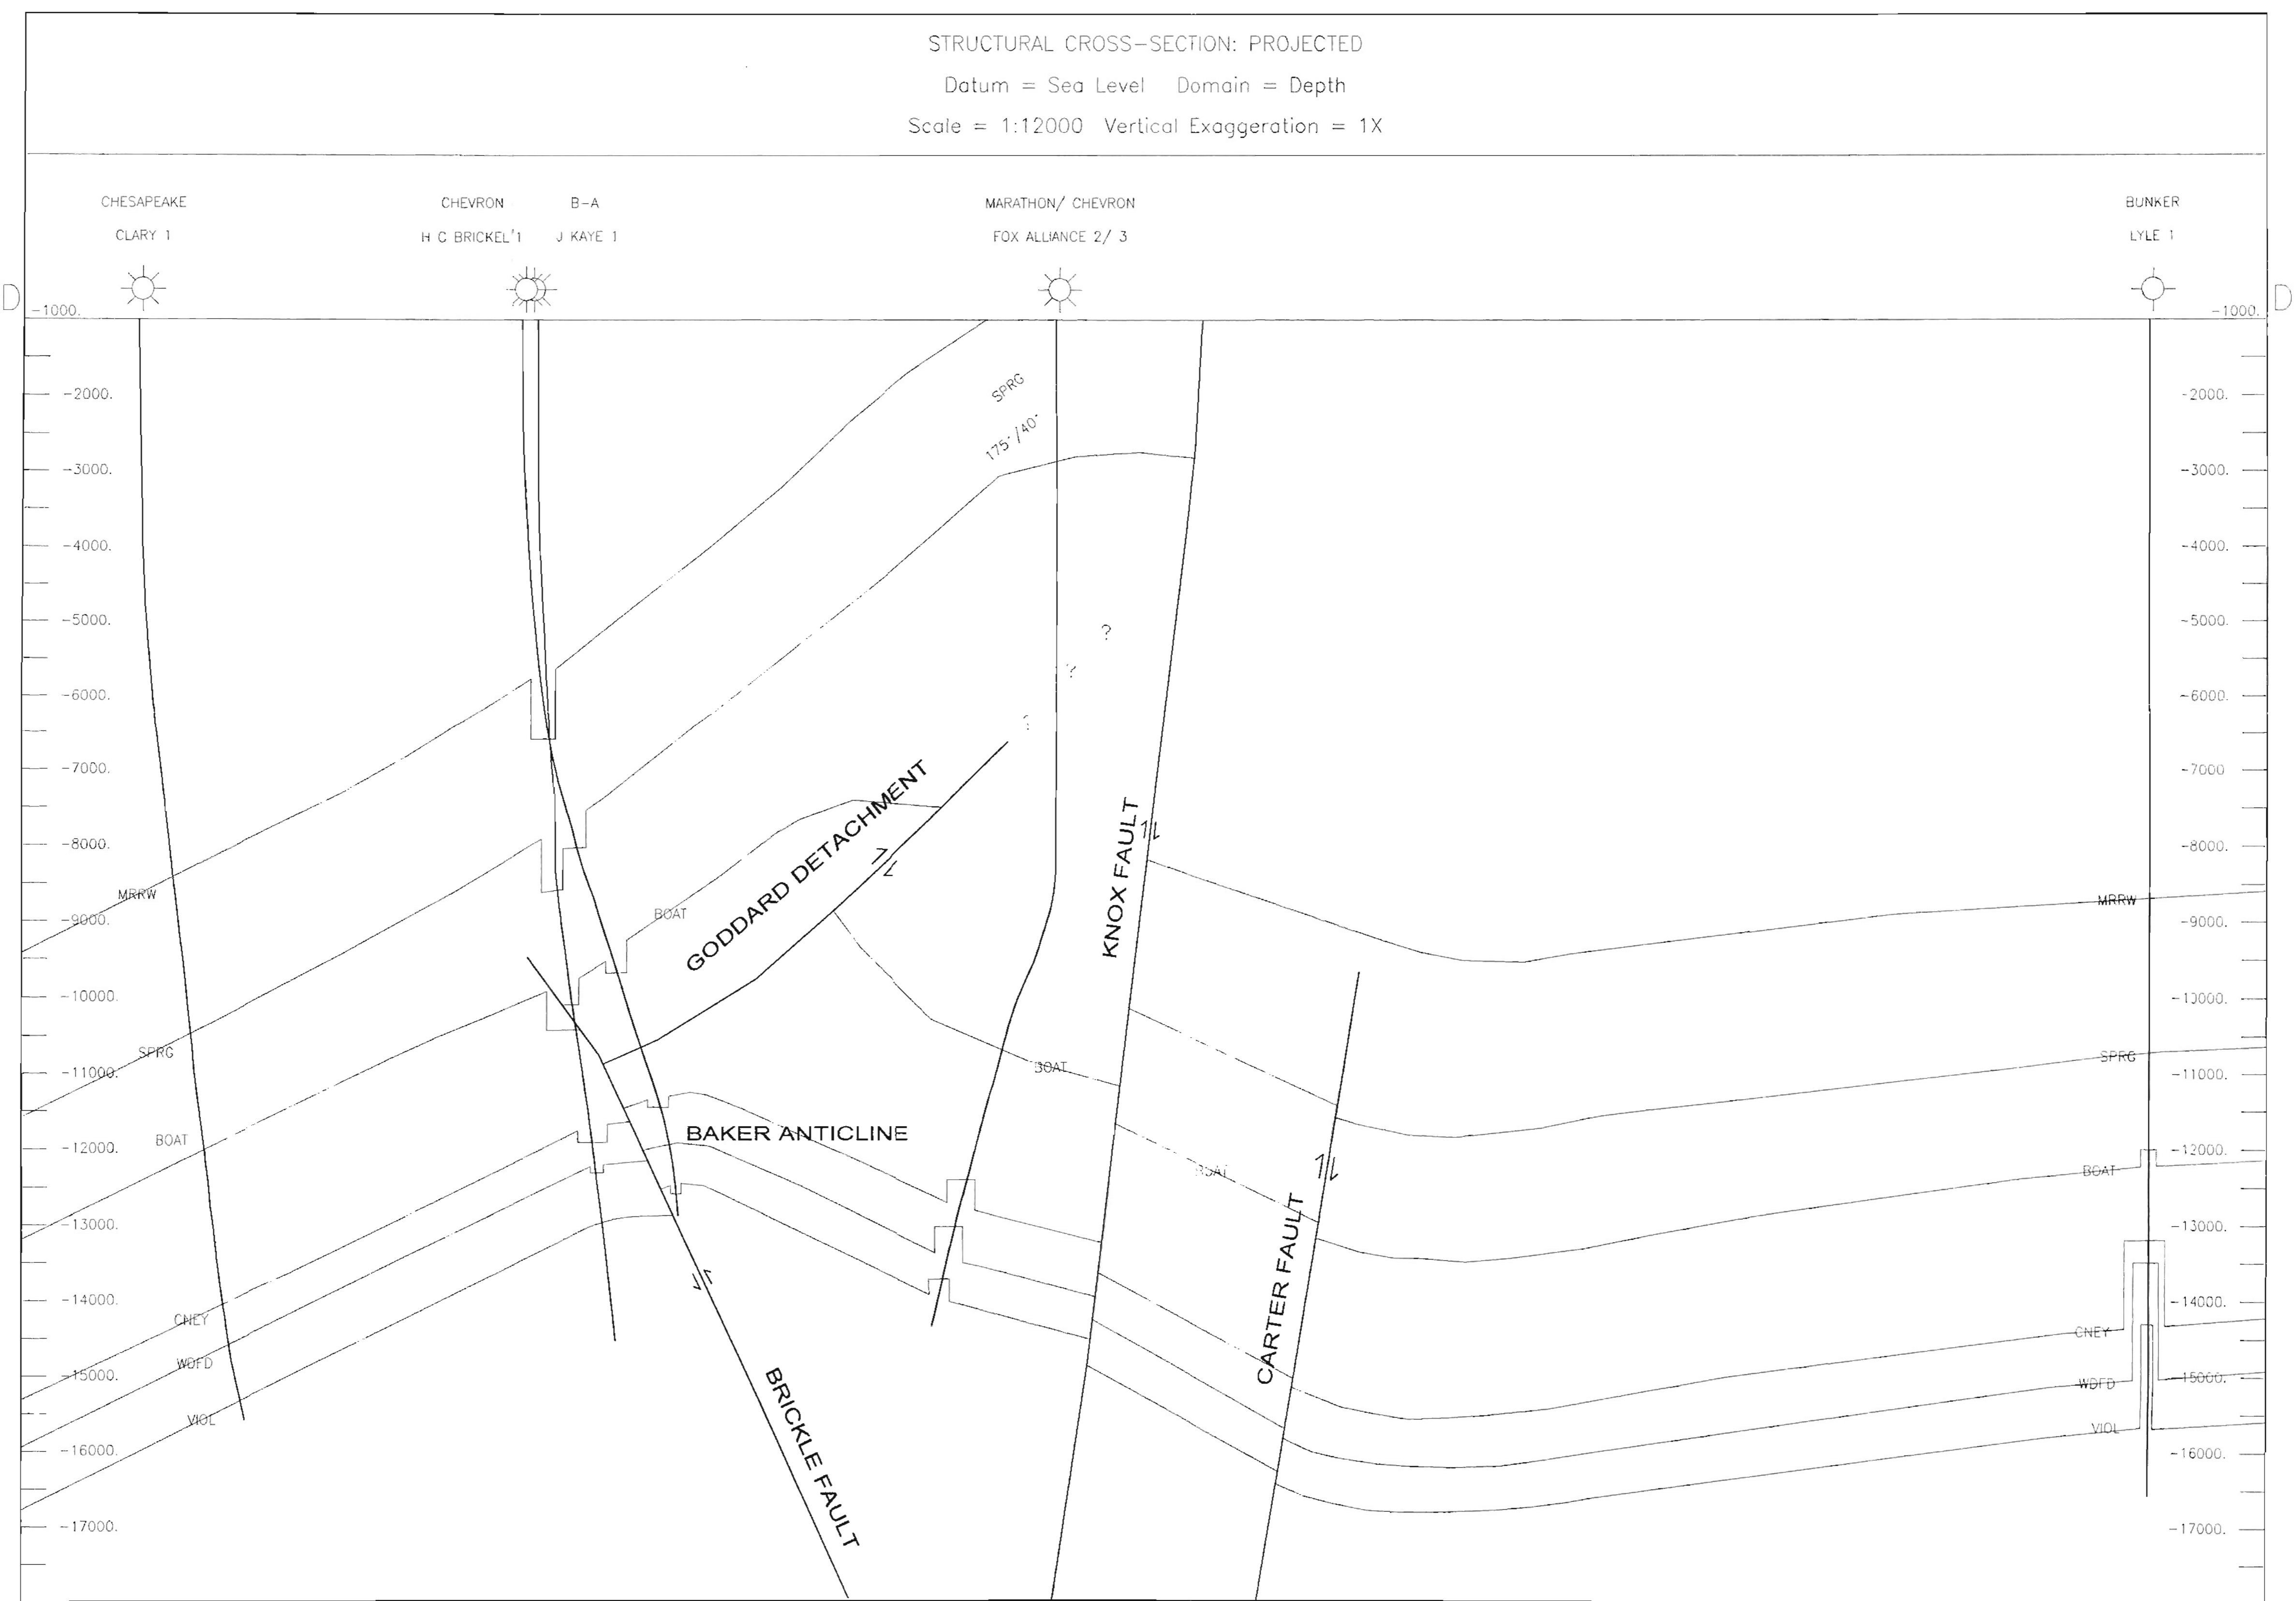 STRUCTURAL CROSS-SECTION: PROJECTED
Datum = Sea Level Domain = Depth
Scale = 1:12000 Vertical Exaggeration = 1X
CHESAPEAKE
CLARY 1
CHEVRON
H C BRICKEL'1
B-A
J KAYE 1
MARATHON/ CHEVRON
FOX ALLIANCE 2/ 3
BUNKER
LYLE 1
D
D
-1000.
-2000.
-3000.
-4000.
-5000.
-6000.
-7000.
-8000.
-9000.
-10000.
-11000.
-12000.
-13000.
-14000.
-15000.
-16000.
-17000.
MRRW
SPRG
BOAT
CNEY
WDFD
VIOL
SPRG
175°/40°
?
?
?
BOAT
GODDARD DETACHMENT
BOAT
BAKER ANTICLINE
BRICKLE FAULT
KNOX FAULT
BOAT
CARTER FAULT
MRRW
SPRG
BOAT
CNEY
WDFD
VIOL
-1000.
-2000.
-3000.
-4000.
-5000.
-6000.
-7000
-8000.
-9000.
-10000.
-11000.
-12000.
-13000.
-14000.
-15000.
-16000.
-17000.